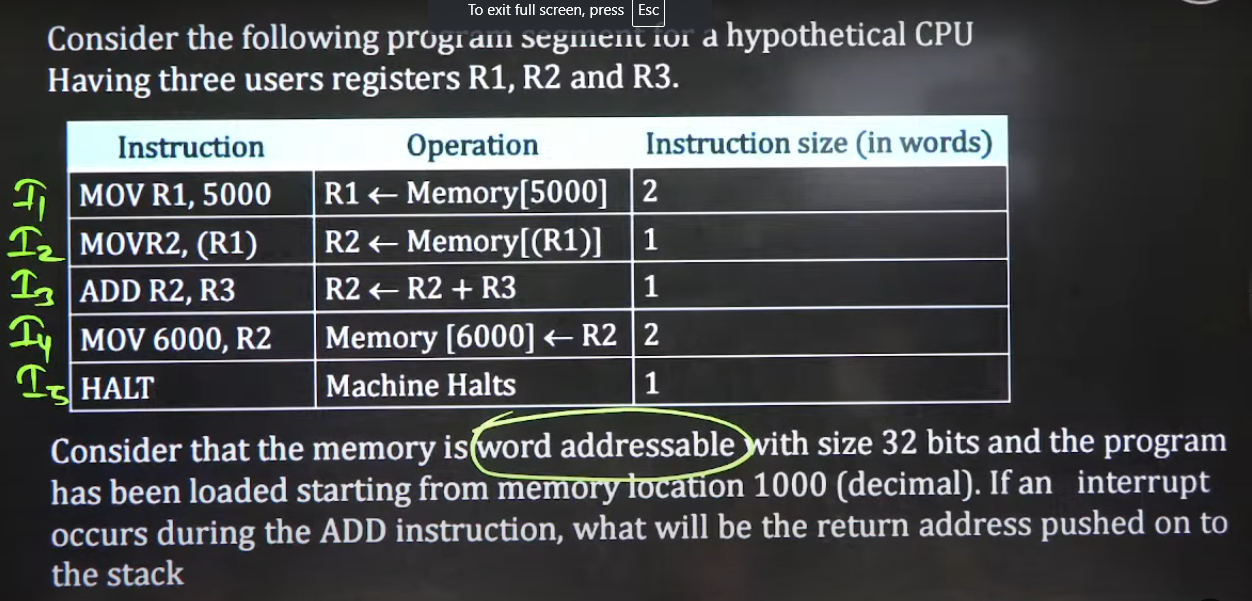 To exit full screen, press Esc
Consider the following program segment for a hypothetical CPU
Having three users registers R1, R2 and R3.
Instruction Operation Instruction size (in words)
I1 MOV R1, 5000 R1 ← Memory[5000] 2
I2 MOVR2, (R1) R2 ← Memory[(R1)] 1
I3 ADD R2, R3 R2 ← R2 + R3 1
I4 MOV 6000, R2 Memory [6000] ← R2 2
I5 HALT Machine Halts 1
Consider that the memory is word addressable with size 32 bits and the program
has been loaded starting from memory location 1000 (decimal). If an interrupt
occurs during the ADD instruction, what will be the return address pushed on to
the stack